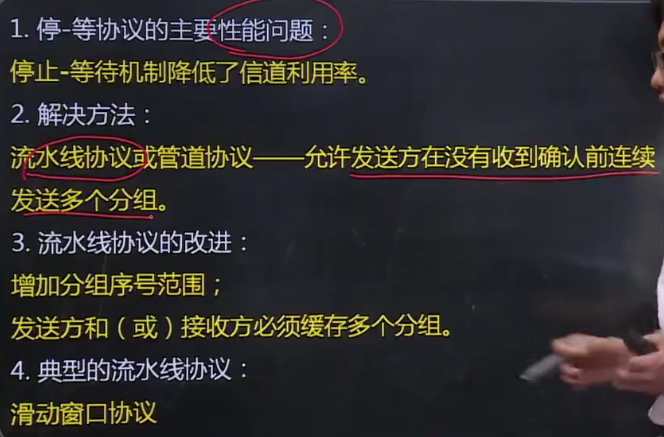 1. 停-等协议的主要性能问题：
停止-等待机制降低了信道利用率。
2. 解决方法：
流水线协议或管道协议——允许发送方在没有收到确认前连续
发送多个分组。
3. 流水线协议的改进：
增加分组序号范围；
发送方和（或）接收方必须缓存多个分组。
4. 典型的流水线协议：
滑动窗口协议